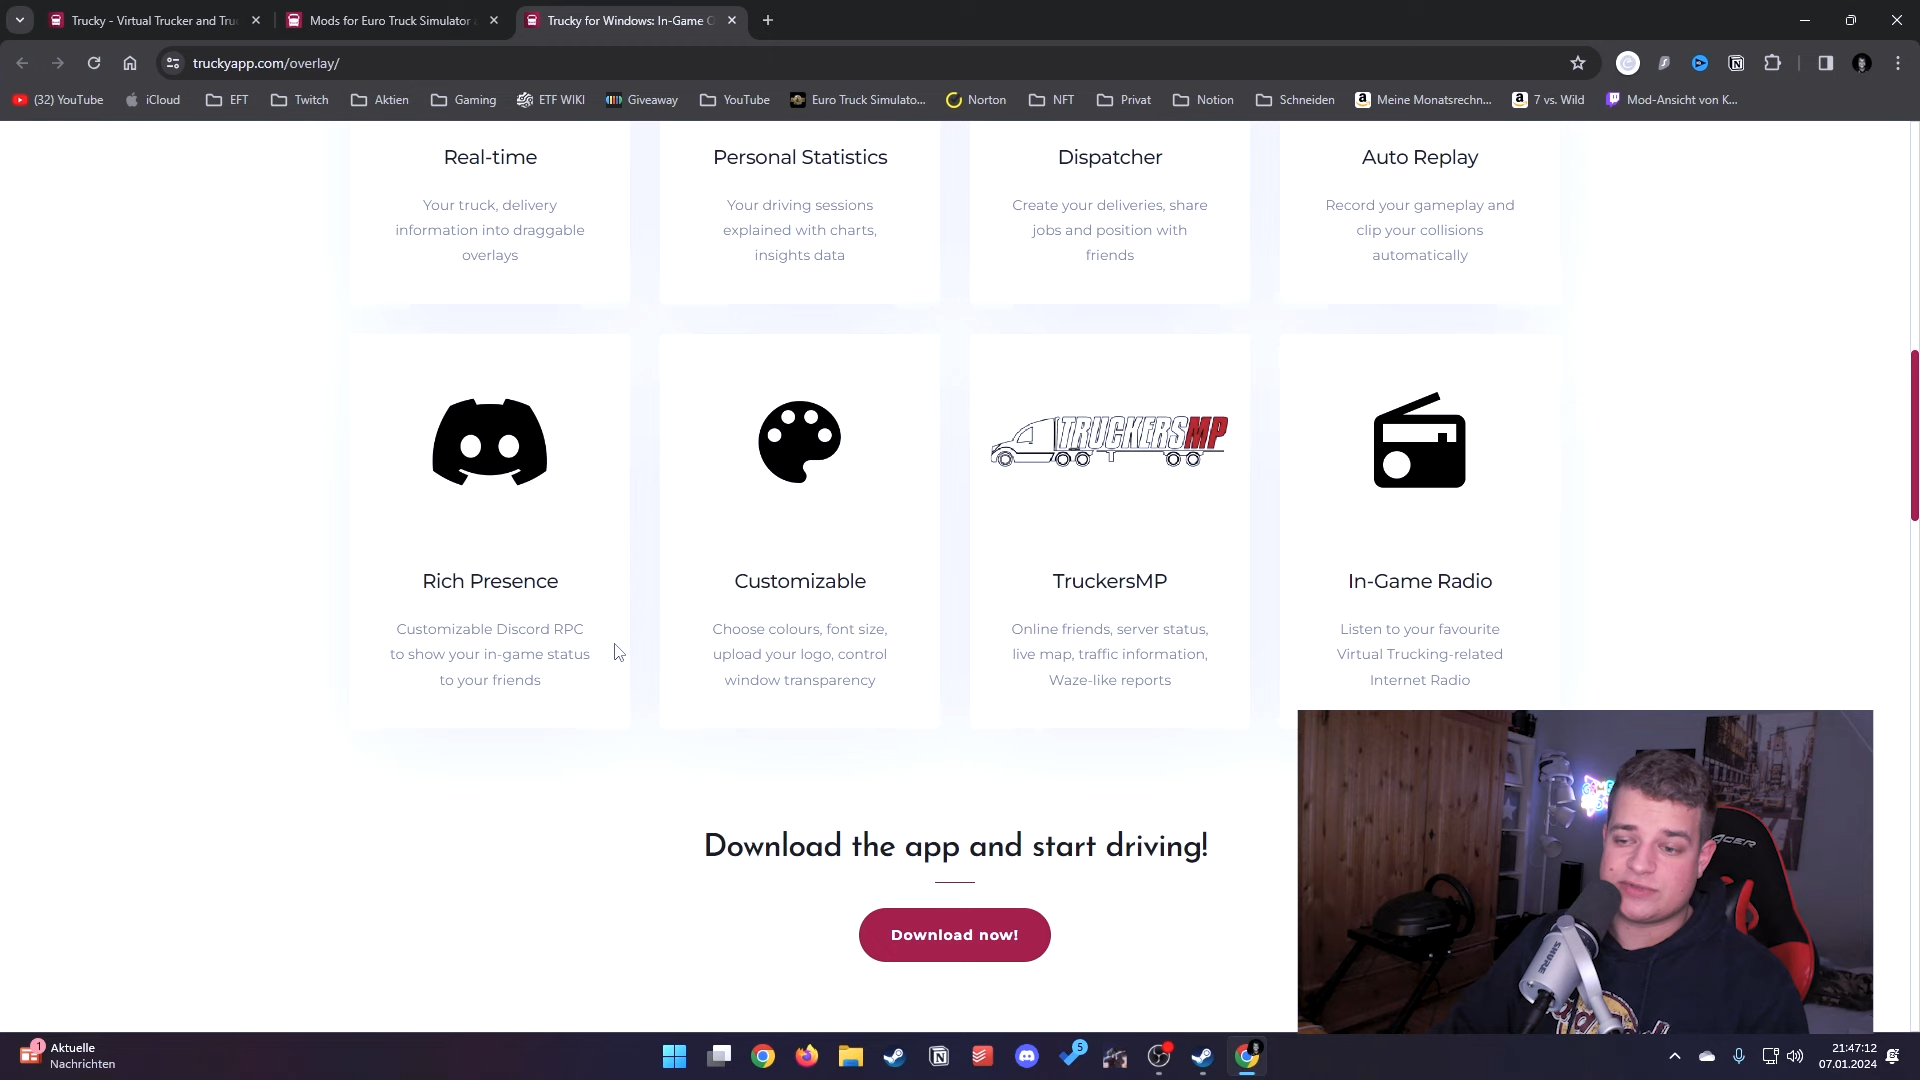 Trucky - Virtual Trucker and Tru
Mods for Euro Truck Simulator
Trucky for Windows: In-Game
truckyapp.com/overlay/
(32) YouTube
iCloud
EFT
Twitch
Aktien
Gaming
ETF WIKI
Giveaway
YouTube
Euro Truck Simulato...
Norton
NFT
Privat
Notion
Schneiden
Meine Monatsrechn...
7 vs. Wild
Mod-Ansicht von K...
Real-time
Your truck, delivery
information into draggable
overlays
Personal Statistics
Your driving sessions
explained with charts,
insights data
Dispatcher
Create your deliveries, share
jobs and position with
friends
Auto Replay
Record your gameplay and
clip your collisions
automatically
Rich Presence
Customizable Discord RPC
to show your in-game status
to your friends
Customizable
Choose colours, font size,
upload your logo, control
window transparency
TRUCKERSMP
TruckersMP
Online friends, server status,
live map, traffic information,
Waze-like reports
In-Game Radio
Listen to your favourite
Virtual Trucking-related
Internet Radio
Download the app and start driving!
Download now!
ACER
SHURE
1
Aktuelle
Nachrichten
5
21:47:12
07.01.2024